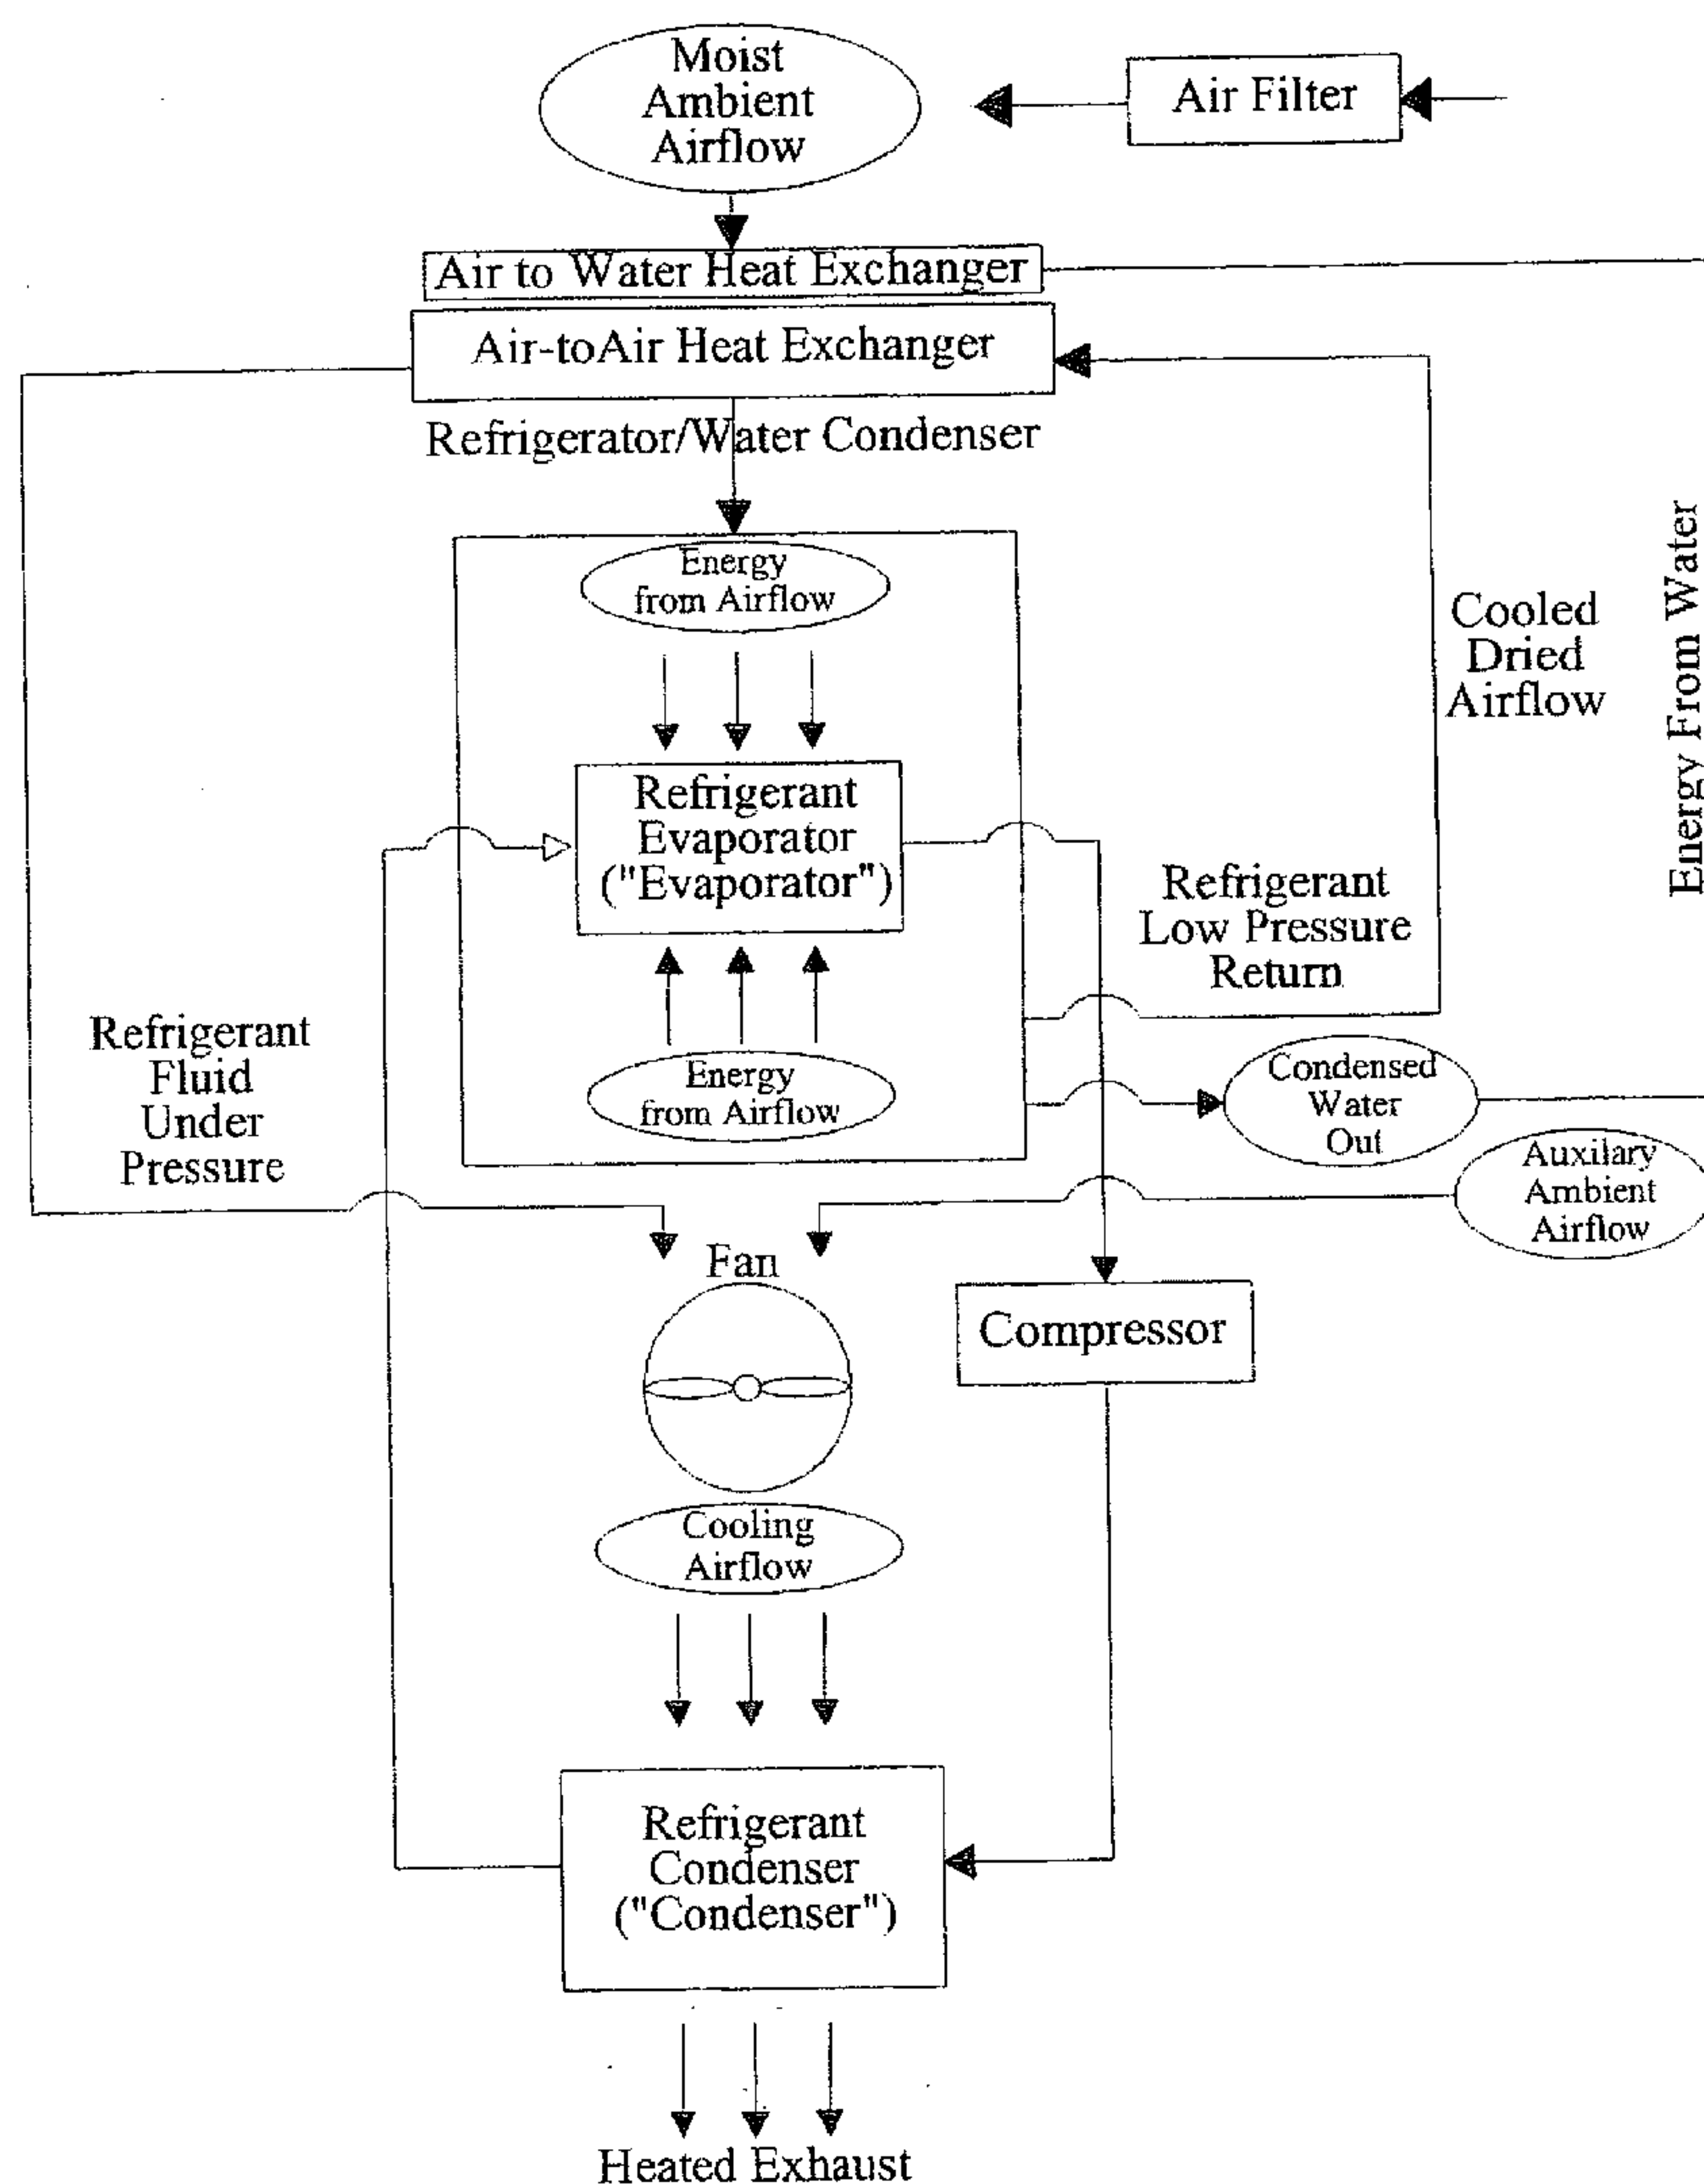 Moist
Ambient
Airflow
Air Filter
Air to Water Heat Exchanger
Air-toAir Heat Exchanger
Refrigerator/Water Condenser
Energy
from Airflow
Cooled
Dried
Airflow
Energy From Water
Refrigerant
Evaporator
("Evaporator")
Refrigerant
Low Pressure
Return
Refrigerant
Fluid
Under
Pressure
Energy
from Airflow
Condensed
Water
Out
Auxilary
Ambient
Airflow
Fan
Compressor
Cooling
Airflow
Refrigerant
Condenser
("Condenser")
Heated Exhaust